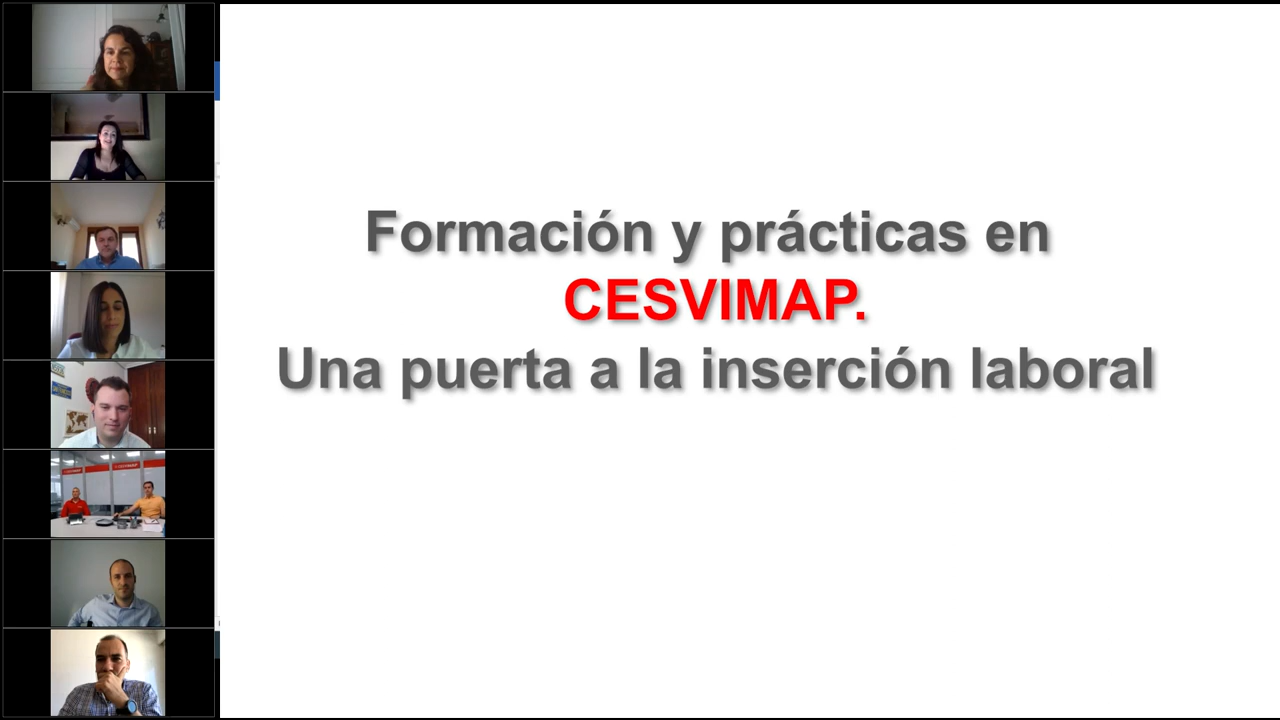 Formación y prácticas en
CESVIMAP.
Una puerta a la inserción laboral